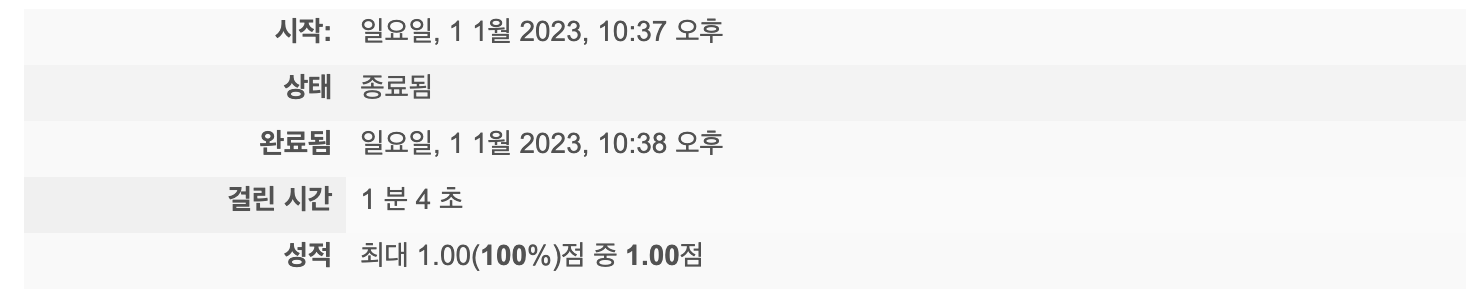 시작: 일요일, 1 1월 2023, 10:37 오후
상태 종료됨
완료됨 일요일, 1 1월 2023, 10:38 오후
걸린 시간 1 분 4 초
성적 최대 1.00(100%)점 중 1.00점